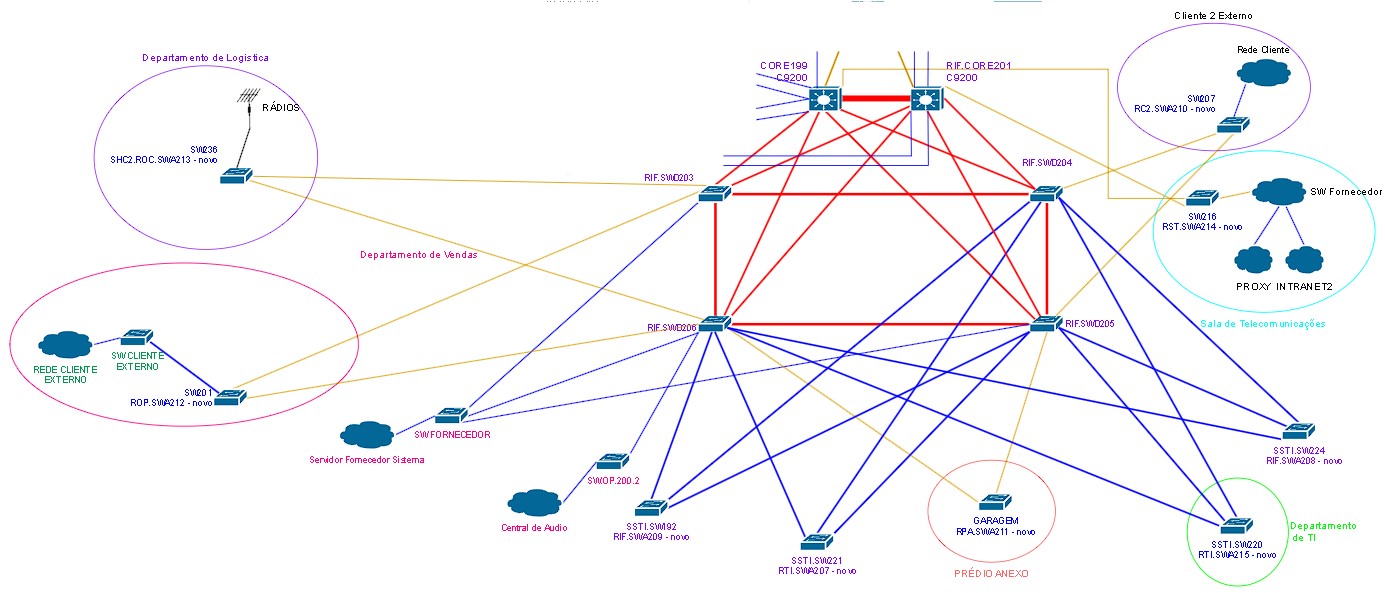 Cliente 2 Externo
Departamento de Logistica
Rede Cliente
CORE199
C9200
RIF.CORE201
C9200
RÁDIOS
SW207
RC2.SWA210 - novo
SW236
SHC2.ROC.SWA213 - novo
RIF.SWD203
RIF.SWD204
SW Fornecedor
SW216
RST.SWA214 - novo
Departamento de Vendas
PROXY INTRANET2
RIF.SWD206
RIF.SWD205
Sala de Telecomunicações
SW CLIENTE
EXTERNO
REDE CLIENTE
EXTERNO
SW201
ROP.SWA212 - novo
SW FORNECEDOR
Servidor Fornecedor Sistema
SSTI.SW224
RIF.SWA208 - novo
SWOP.200.2
Central de Audio
SSTI.SW192
RIF.SWA209 - novo
GARAGEM
RPA.SWA211 - novo
Departamento
de TI
SSTI.SW220
RTI.SWA215 - novo
SSTI.SW221
RTI.SWA207 - novo
PRÉDIO ANEXO